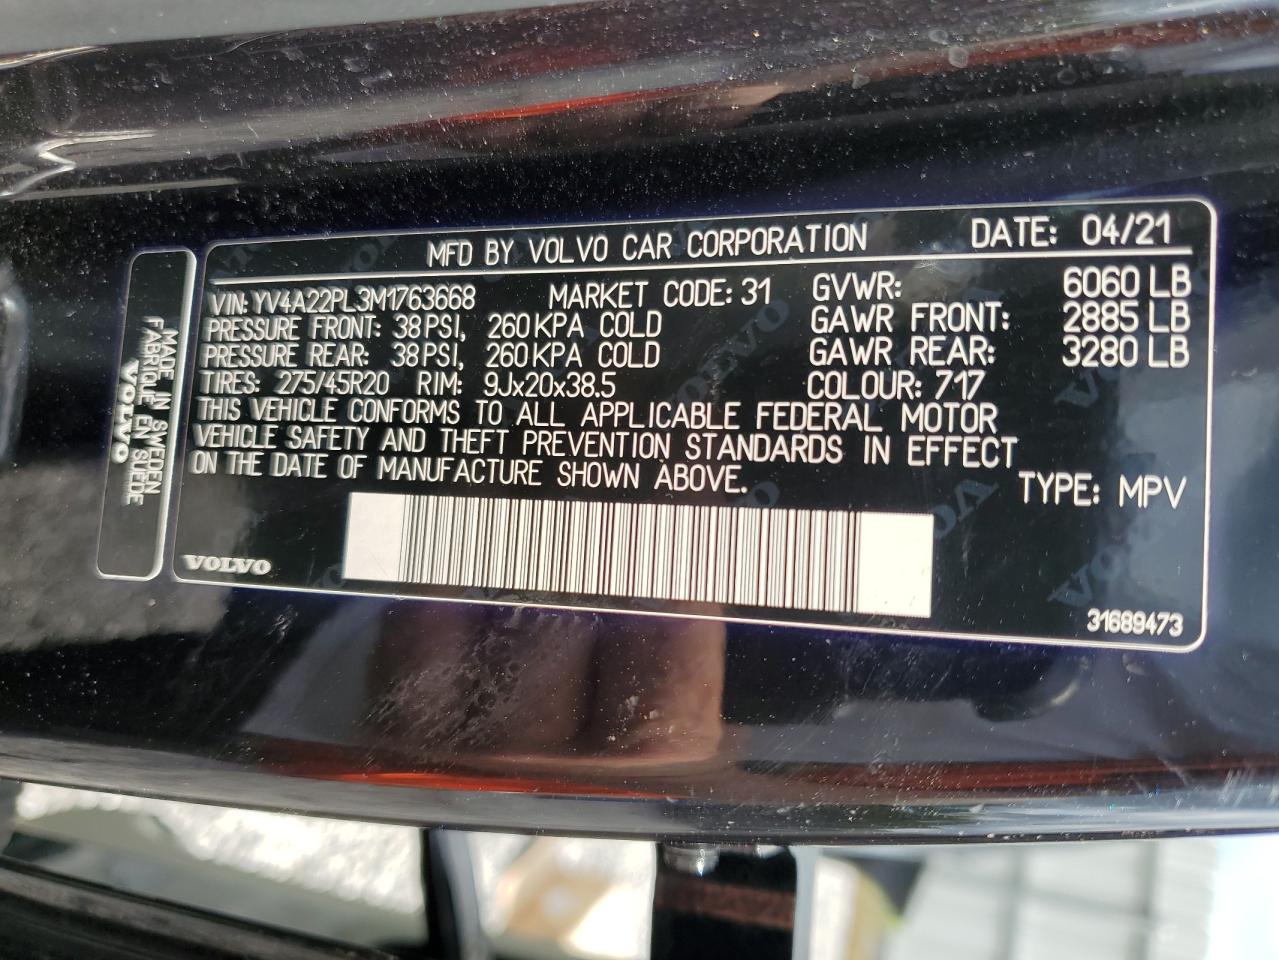 MFD BY VOLVO CAR CORPORATION DATE: 04/21
VIN: YV4A22PL3M1763668 MARKET CODE: 31 GVWR: 6060 LB
PRESSURE FRONT: 38 PSI, 260 KPA COLD GAWR FRONT: 2885 LB
PRESSURE REAR: 38 PSI, 260 KPA COLD GAWR REAR: 3280 LB
TIRES: 275/45R20 RIM: 9Jx20x38.5 COLOUR: 717
THIS VEHICLE CONFORMS TO ALL APPLICABLE FEDERAL MOTOR
VEHICLE SAFETY AND THEFT PREVENTION STANDARDS IN EFFECT
ON THE DATE OF MANUFACTURE SHOWN ABOVE.
TYPE: MPV
VOLVO
31689473
MADE IN SWEDEN
FABRIQUE EN SUEDE
VOLVO